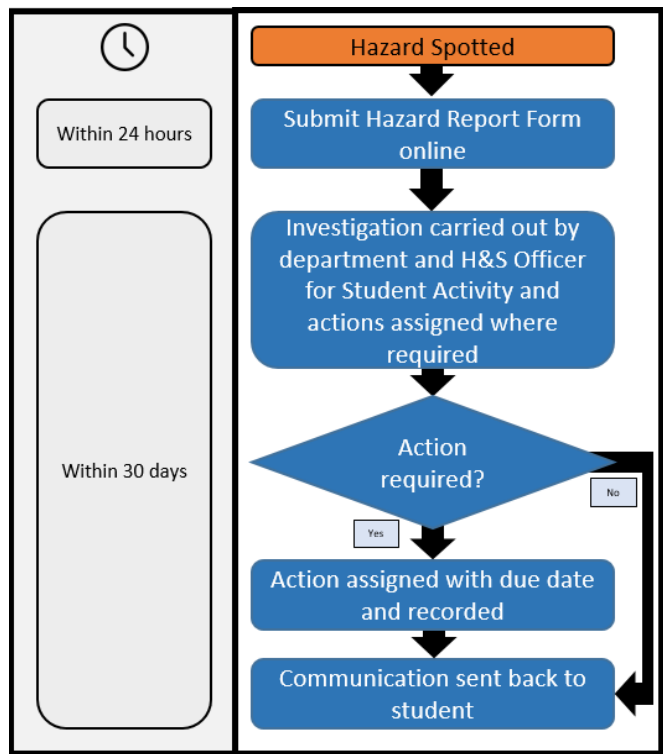 Hazard Spotted
Within 24 hours
Submit Hazard Report Form
online
Investigation carried out by
department and H&S Officer
for Student Activity and
actions assigned where
required
Within 30 days
Action
required?
No
Yes
Action assigned with due date
and recorded
Communication sent back to
student